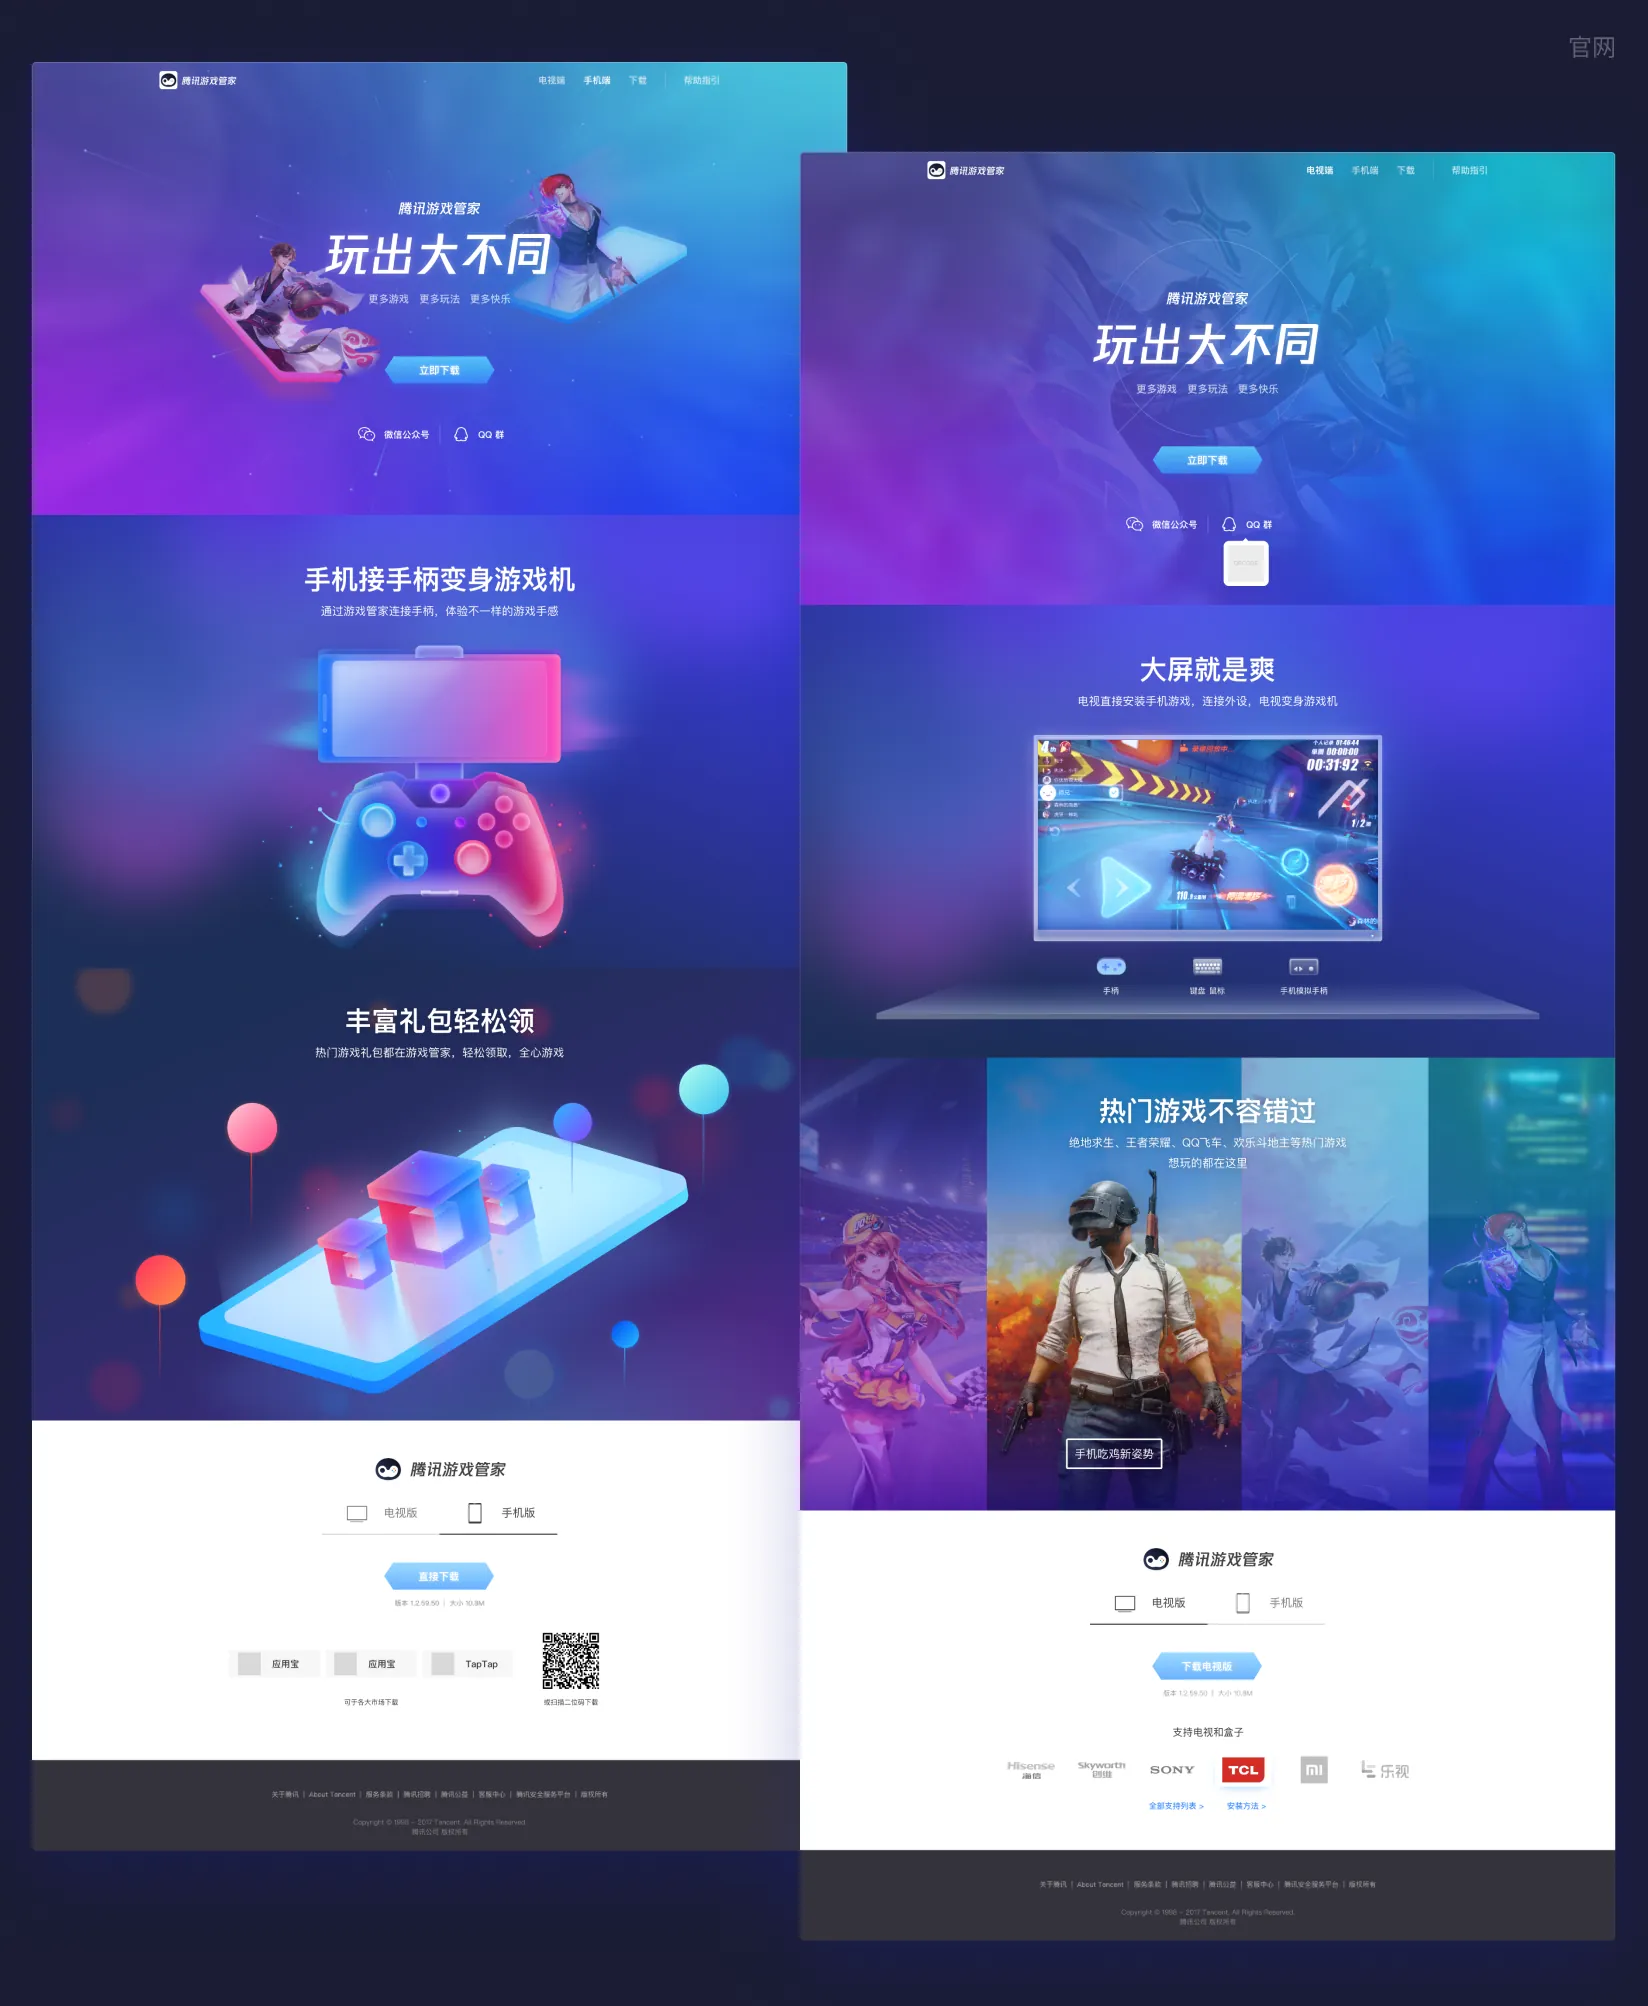 官网
腾讯游戏管家
电视端 手机端 下载 帮助指引
腾讯游戏管家
玩出大不同
更多游戏 更多玩法 更多快乐
立即下载
微信公众号 QQ 群
手机接手柄变身游戏机
通过游戏管家连接手柄，体验不一样的游戏手感
丰富礼包轻松领
热门游戏礼包都在游戏管家，轻松领取，全心游戏
腾讯游戏管家
电视版 手机版
直接下载
版本 1.2.59.50 | 大小 10.8M
应用宝 应用宝 TapTap
可于各大市场下载 或扫描二位码下载
关于腾讯 | About Tancent | 服务条款 | 腾讯招聘 | 腾讯公益 | 客服中心 | 腾讯安全服务平台 | 版权所有
Copyright © 1998 - 2017 Tancent. All Rights Reserved.
腾讯公司 版权所有
腾讯游戏管家
电视端 手机端 下载 帮助指引
腾讯游戏管家
玩出大不同
更多游戏 更多玩法 更多快乐
立即下载
微信公众号 QQ 群
大屏就是爽
电视直接安装手机游戏，连接外设，电视变身游戏机
00:31:92
1/2
手柄 键盘 鼠标 手机模拟手柄
热门游戏不容错过
绝地求生、王者荣耀、QQ飞车、欢乐斗地主等热门游戏
想玩的都在这里
手机吃鸡新姿势
腾讯游戏管家
电视版 手机版
下载电视版
版本 1.2.59.50 | 大小 10.8M
支持电视和盒子
Hisense 海信 Skyworth 创维 SONY TCL mi 乐视
全部支持列表 > 安装方法 >
关于腾讯 | About Tancent | 服务条款 | 腾讯招聘 | 腾讯公益 | 客服中心 | 腾讯安全服务平台 | 版权所有
Copyright © 1998 - 2017 Tancent. All Rights Reserved.
腾讯公司 版权所有